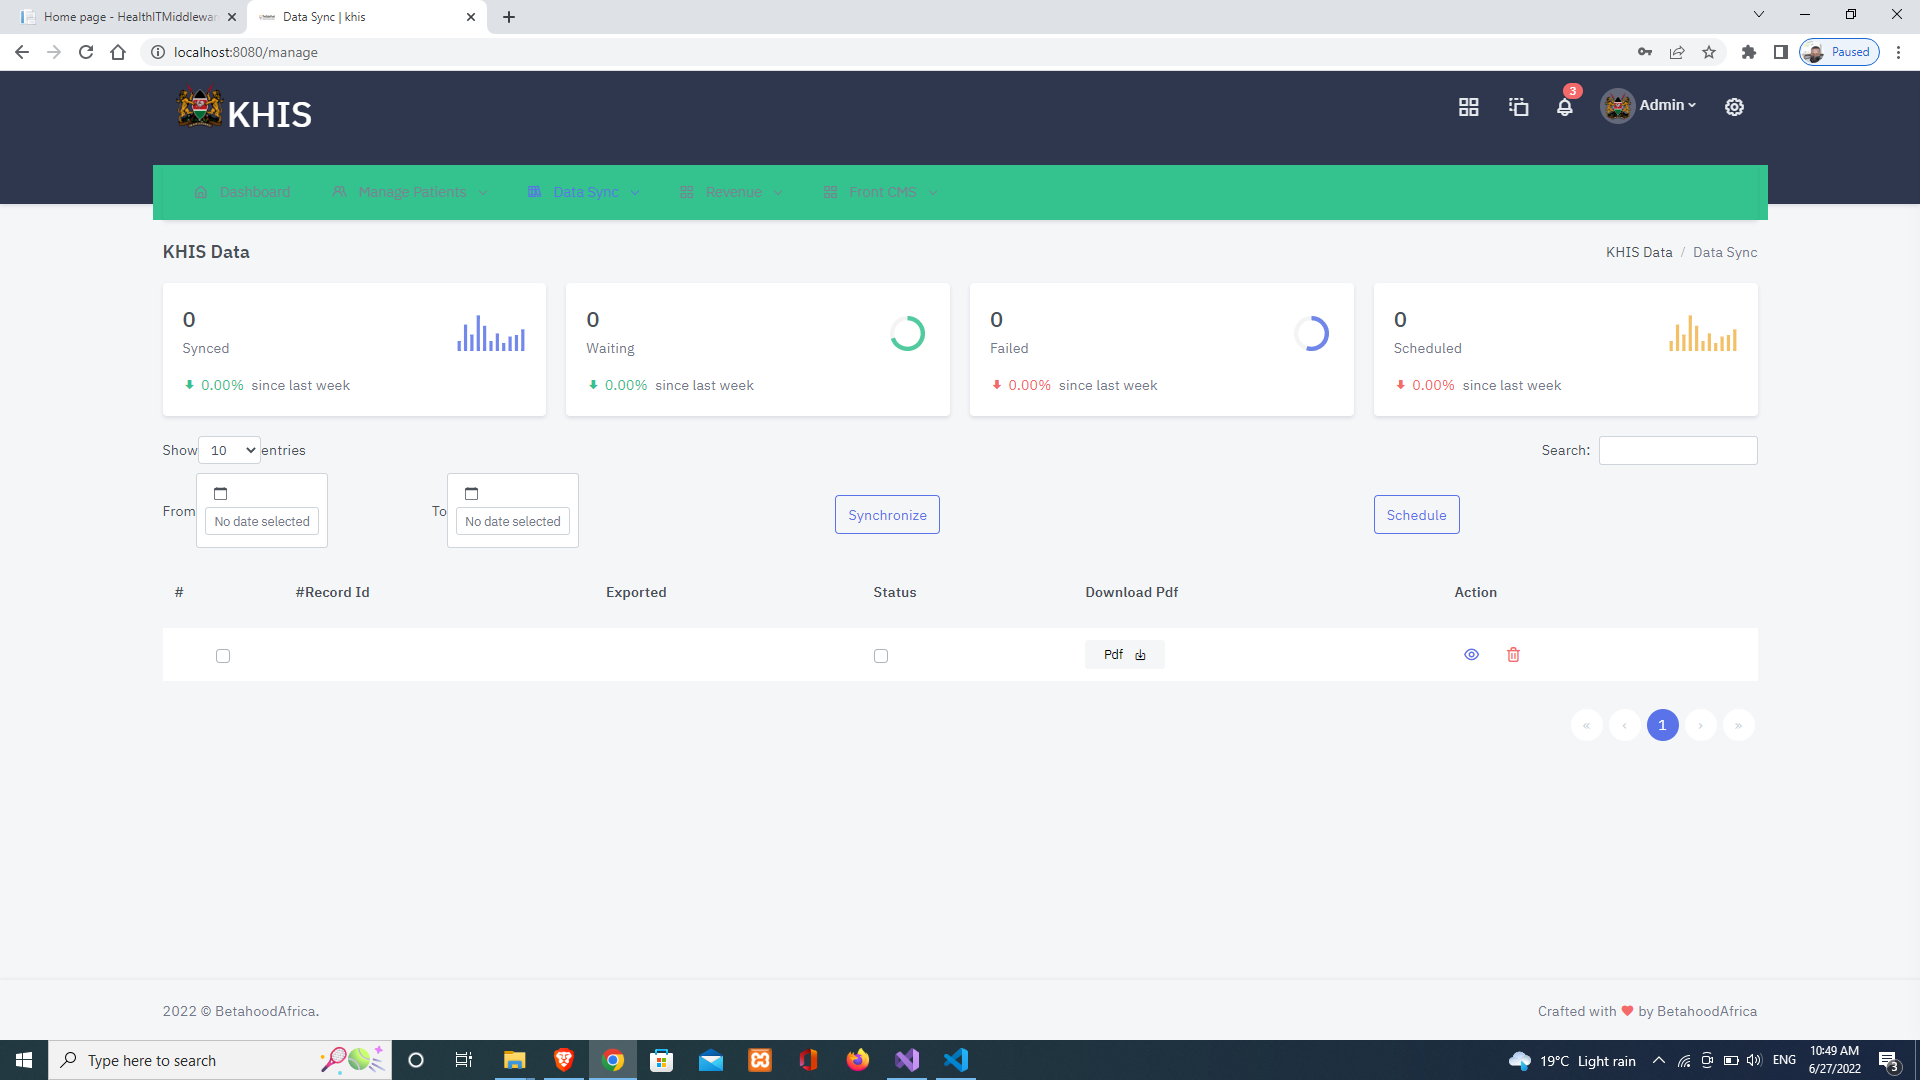 Home page - HealthITMiddlewar
Data Sync | khis
localhost:8080/manage
Paused
KHIS
3
Admin
Dashboard
Manage Patients
Data Sync
Revenue
Front CMS
KHIS Data
KHIS Data / Data Sync
0
Synced
0.00% since last week
0
Waiting
0.00% since last week
0
Failed
0.00% since last week
0
Scheduled
0.00% since last week
Show 10 entries
Search:
From
No date selected
To
No date selected
Synchronize
Schedule
# #Record Id Exported Status Download Pdf Action
Pdf
« ‹ 1 › »
2022 © BetahoodAfrica.
Crafted with ❤ by BetahoodAfrica
Type here to search
19°C Light rain
ENG
10:49 AM
6/27/2022
3